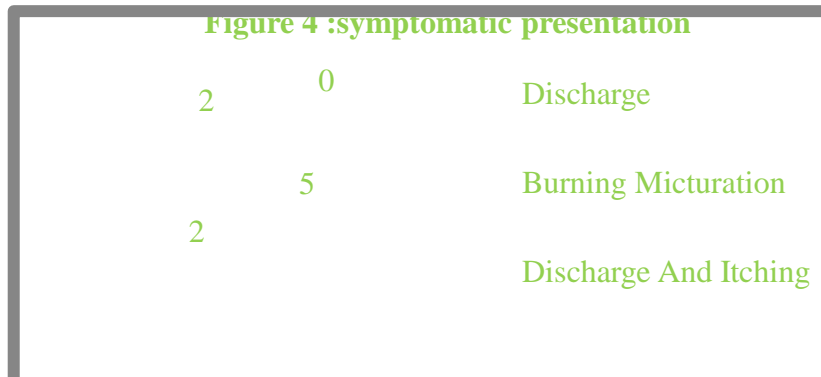 Figure 4 :symptomatic presentation
0
2
Discharge
5
Burning Micturation
2
Discharge And Itching